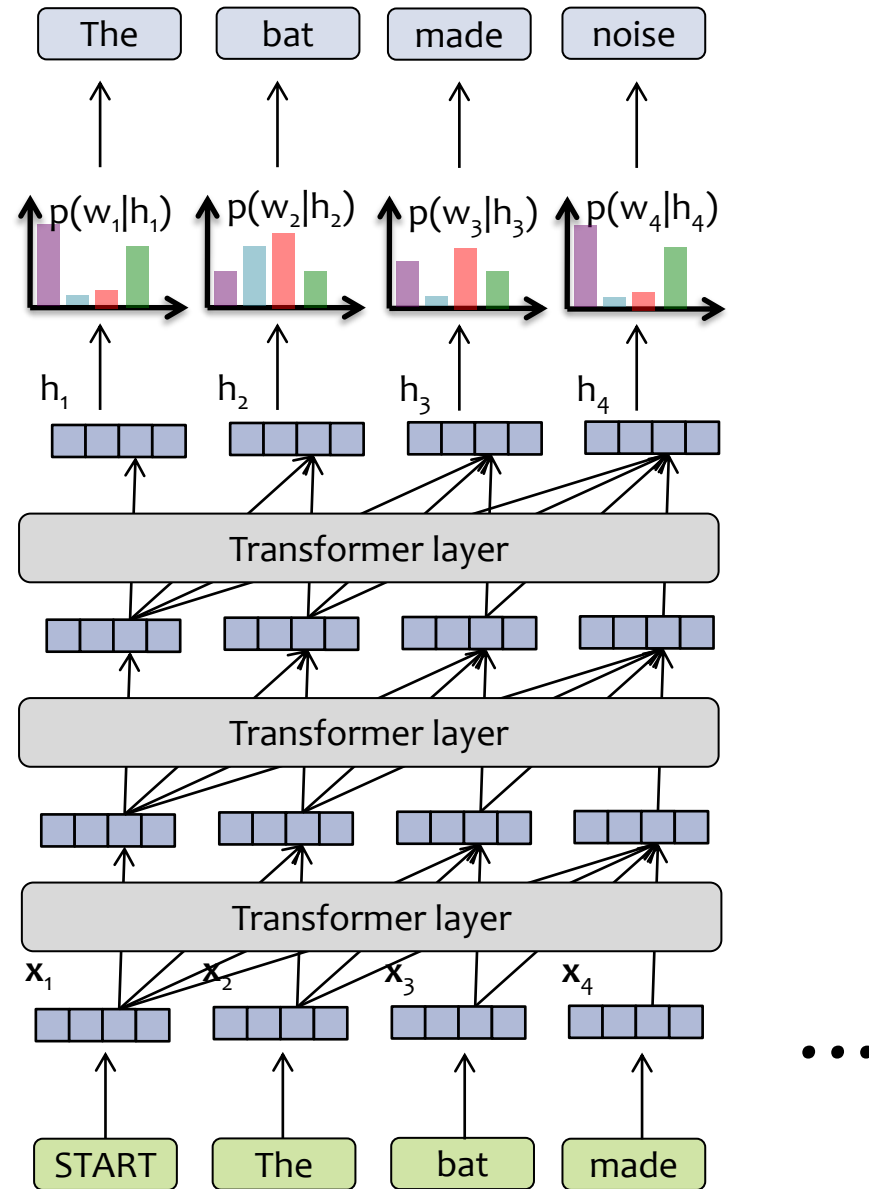 The bat made noise
p(w₁|h₁) p(w₂|h₂) p(w₃|h₃) p(w₄|h₄)
h₁ h₂ h₃ h₄
Transformer layer
Transformer layer
Transformer layer
x₁ x₂ x₃ x₄
...
START The bat made